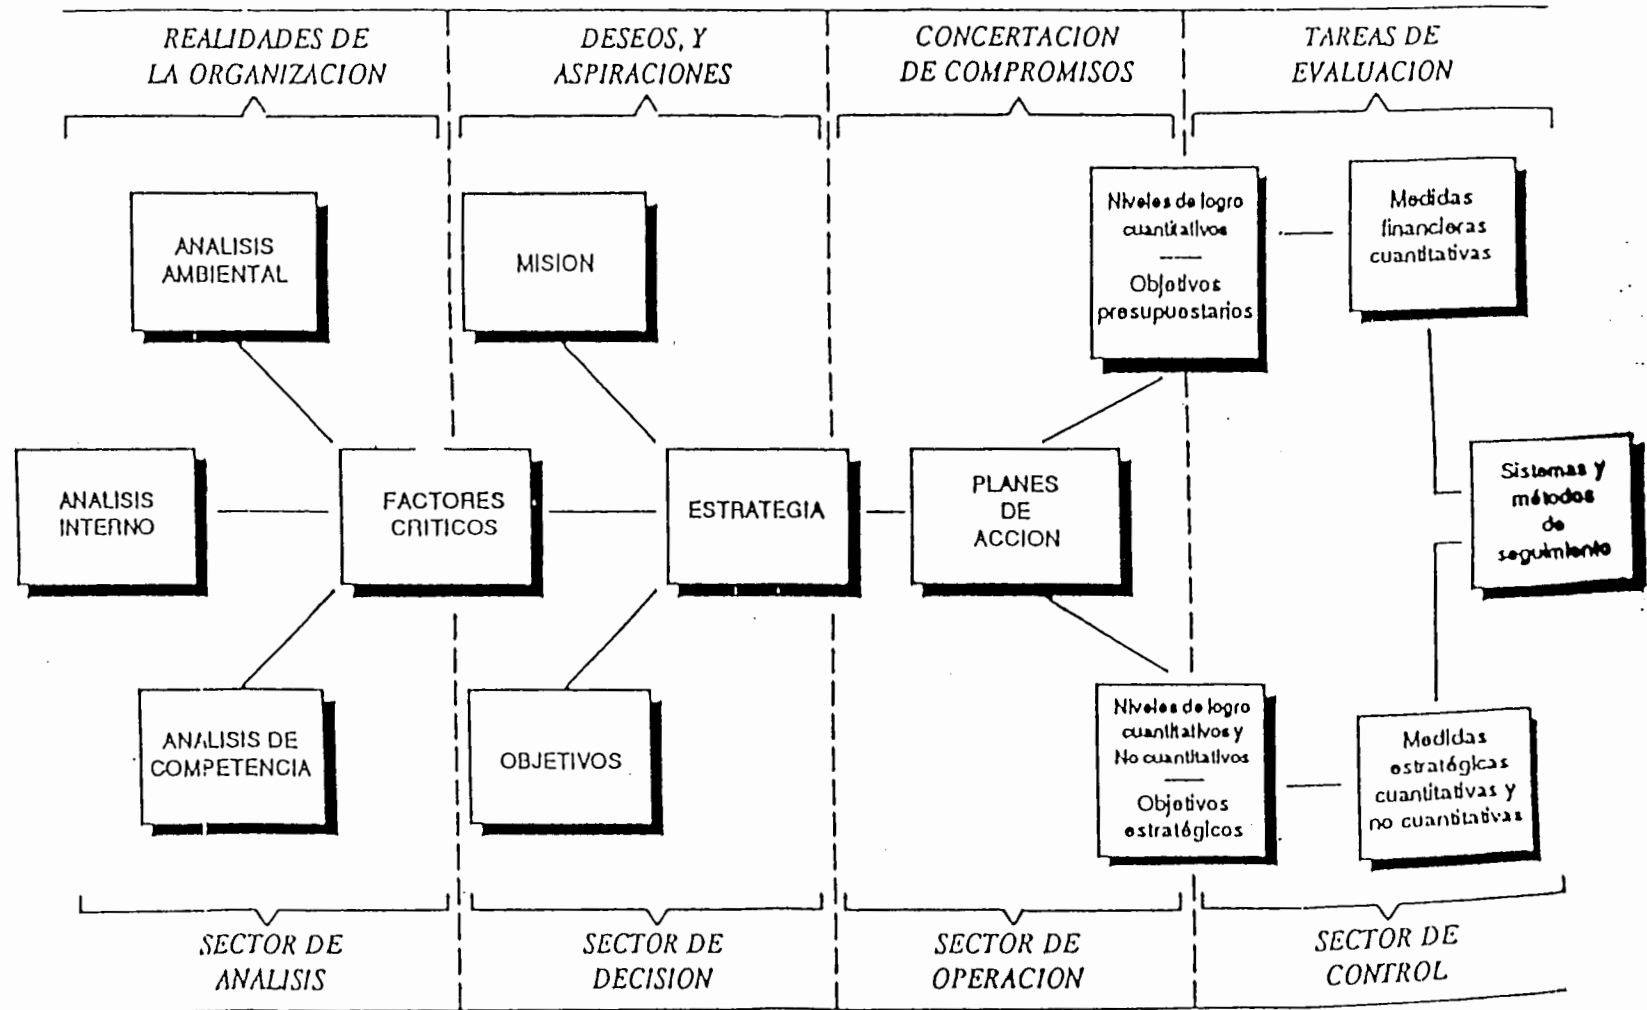 REALIDADES DE
LA ORGANIZACION
DESEOS, Y
ASPIRACIONES
CONCERTACION
DE COMPROMISOS
TAREAS DE
EVALUACION
ANALISIS
AMBIENTAL
MISION
Niveles de logro
cuantitativos
Objetivos
presupuestarios
Medidas
financieras
cuantitativas
ANALISIS
INTERNO
FACTORES
CRITICOS
ESTRATEGIA
PLANES
DE
ACCION
Sistemas y
métodos
de
seguimiento
ANALISIS DE
COMPETENCIA
OBJETIVOS
Niveles de logro
cuantitativos y
No cuantitativos
Objetivos
estratégicos
Medidas
estratégicas
cuantitativas y
no cuantitativas
SECTOR DE
ANALISIS
SECTOR DE
DECISION
SECTOR DE
OPERACION
SECTOR DE
CONTROL